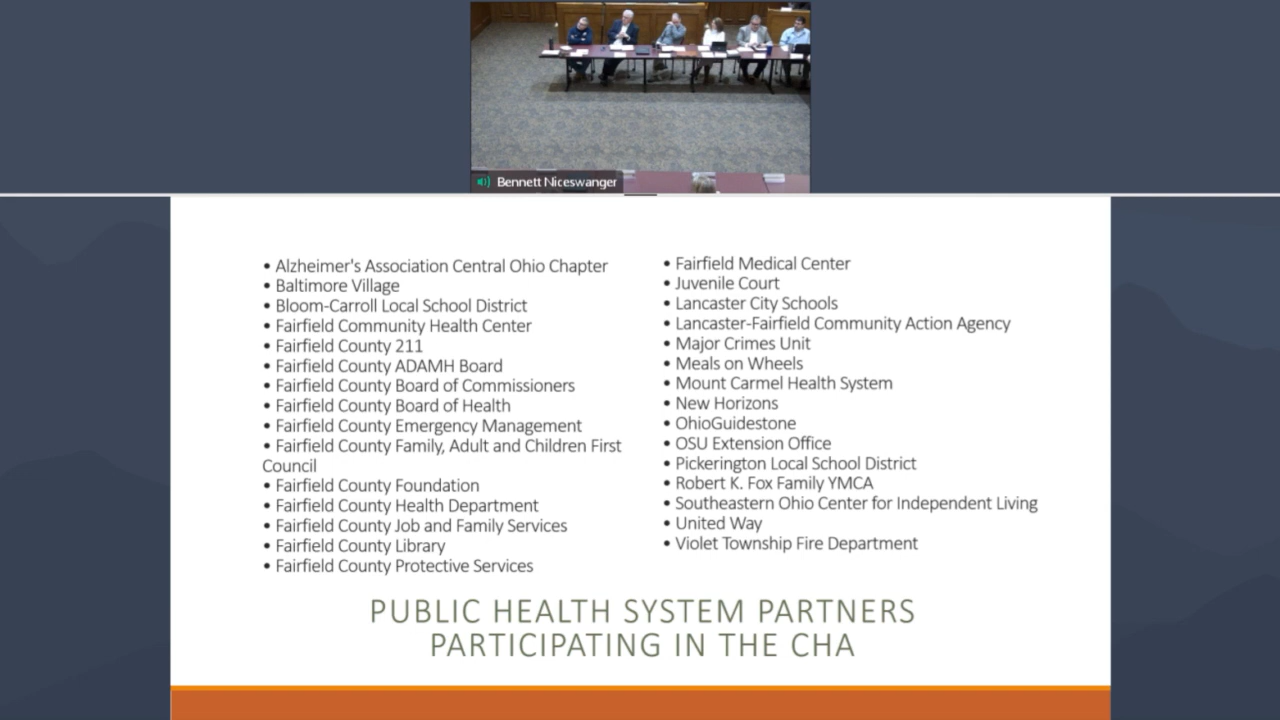 Bennett Niceswanger
• Alzheimer's Association Central Ohio Chapter
• Baltimore Village
• Bloom-Carroll Local School District
• Fairfield Community Health Center
• Fairfield County 211
• Fairfield County ADAMH Board
• Fairfield County Board of Commissioners
• Fairfield County Board of Health
• Fairfield County Emergency Management
• Fairfield County Family, Adult and Children First
Council
• Fairfield County Foundation
• Fairfield County Health Department
• Fairfield County Job and Family Services
• Fairfield County Library
• Fairfield County Protective Services
• Fairfield Medical Center
• Juvenile Court
• Lancaster City Schools
• Lancaster-Fairfield Community Action Agency
• Major Crimes Unit
• Meals on Wheels
• Mount Carmel Health System
• New Horizons
• OhioGuidestone
• OSU Extension Office
• Pickerington Local School District
• Robert K. Fox Family YMCA
• Southeastern Ohio Center for Independent Living
• United Way
• Violet Township Fire Department
PUBLIC HEALTH SYSTEM PARTNERS
PARTICIPATING IN THE CHA